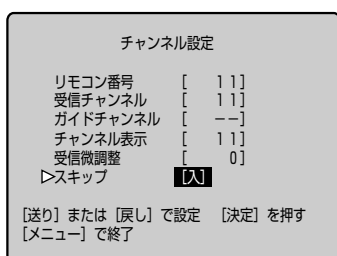 チャンネル設定
リモコン番号 [ 11]
受信チャンネル [ 11]
ガイドチャンネル [ −−]
チャンネル表示 [ 11]
受信微調整 [ 0]
▷スキップ [入]
[送り] または [戻し] で設定 [決定] を押す
[メニュー] で終了